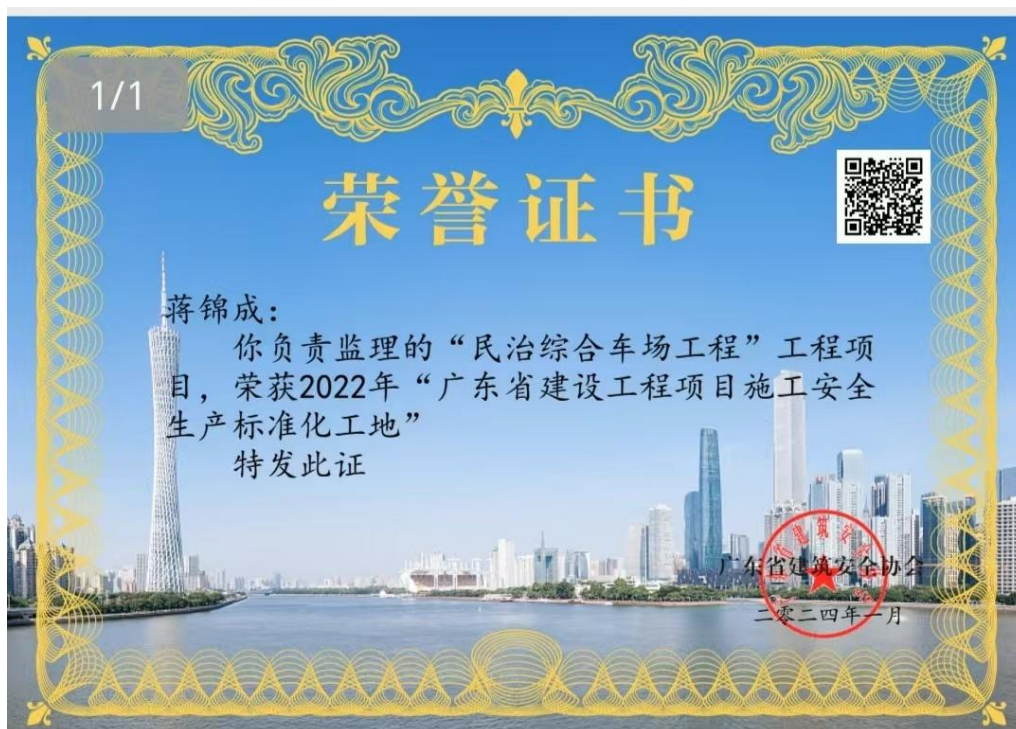 1/1
荣誉证书
蒋锦成：
你负责监理的“民治综合车场工程”工程项
目，荣获2022年“广东省建设工程项目施工安全
生产标准化工地”
特发此证
广东省建筑安全协会
二零二四年一月